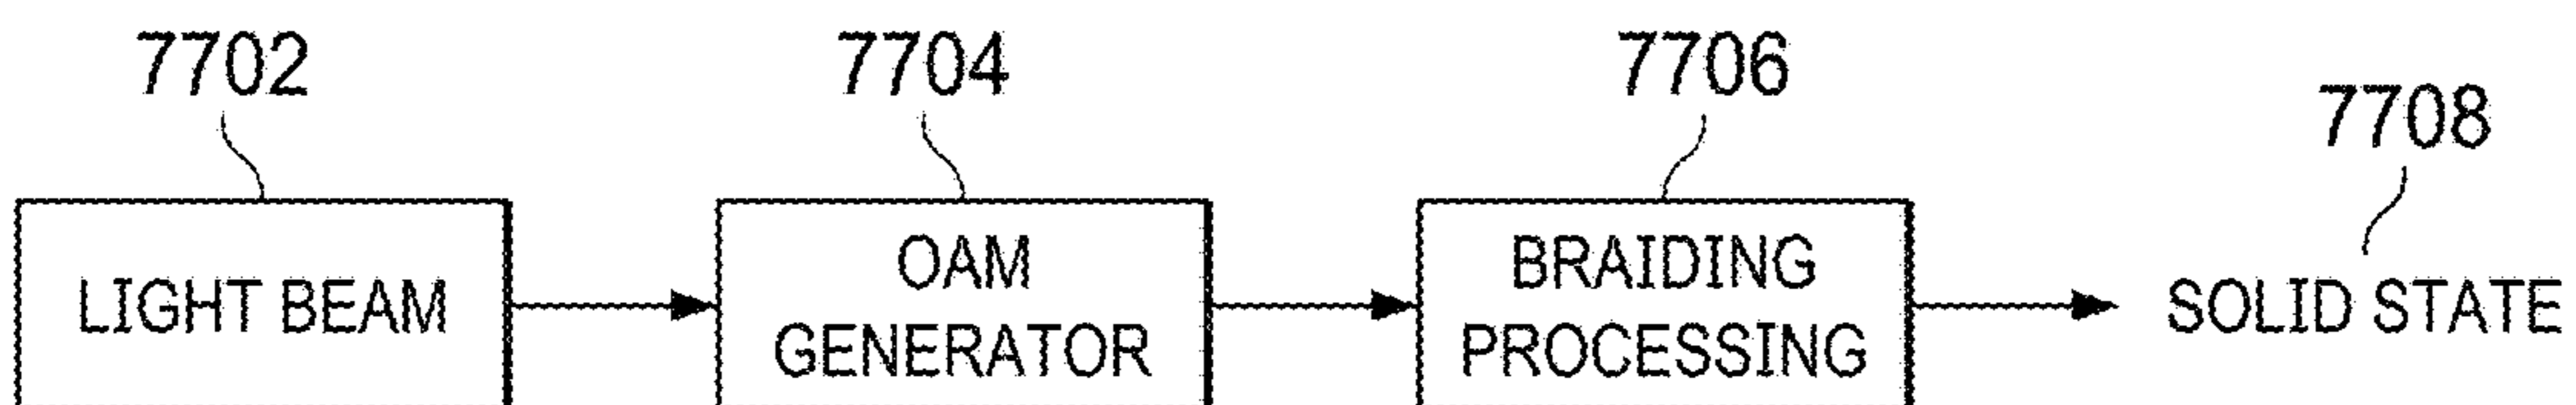 7702
7704
7706
7708
LIGHT BEAM
OAM
GENERATOR
BRAIDING
PROCESSING
SOLID STATE